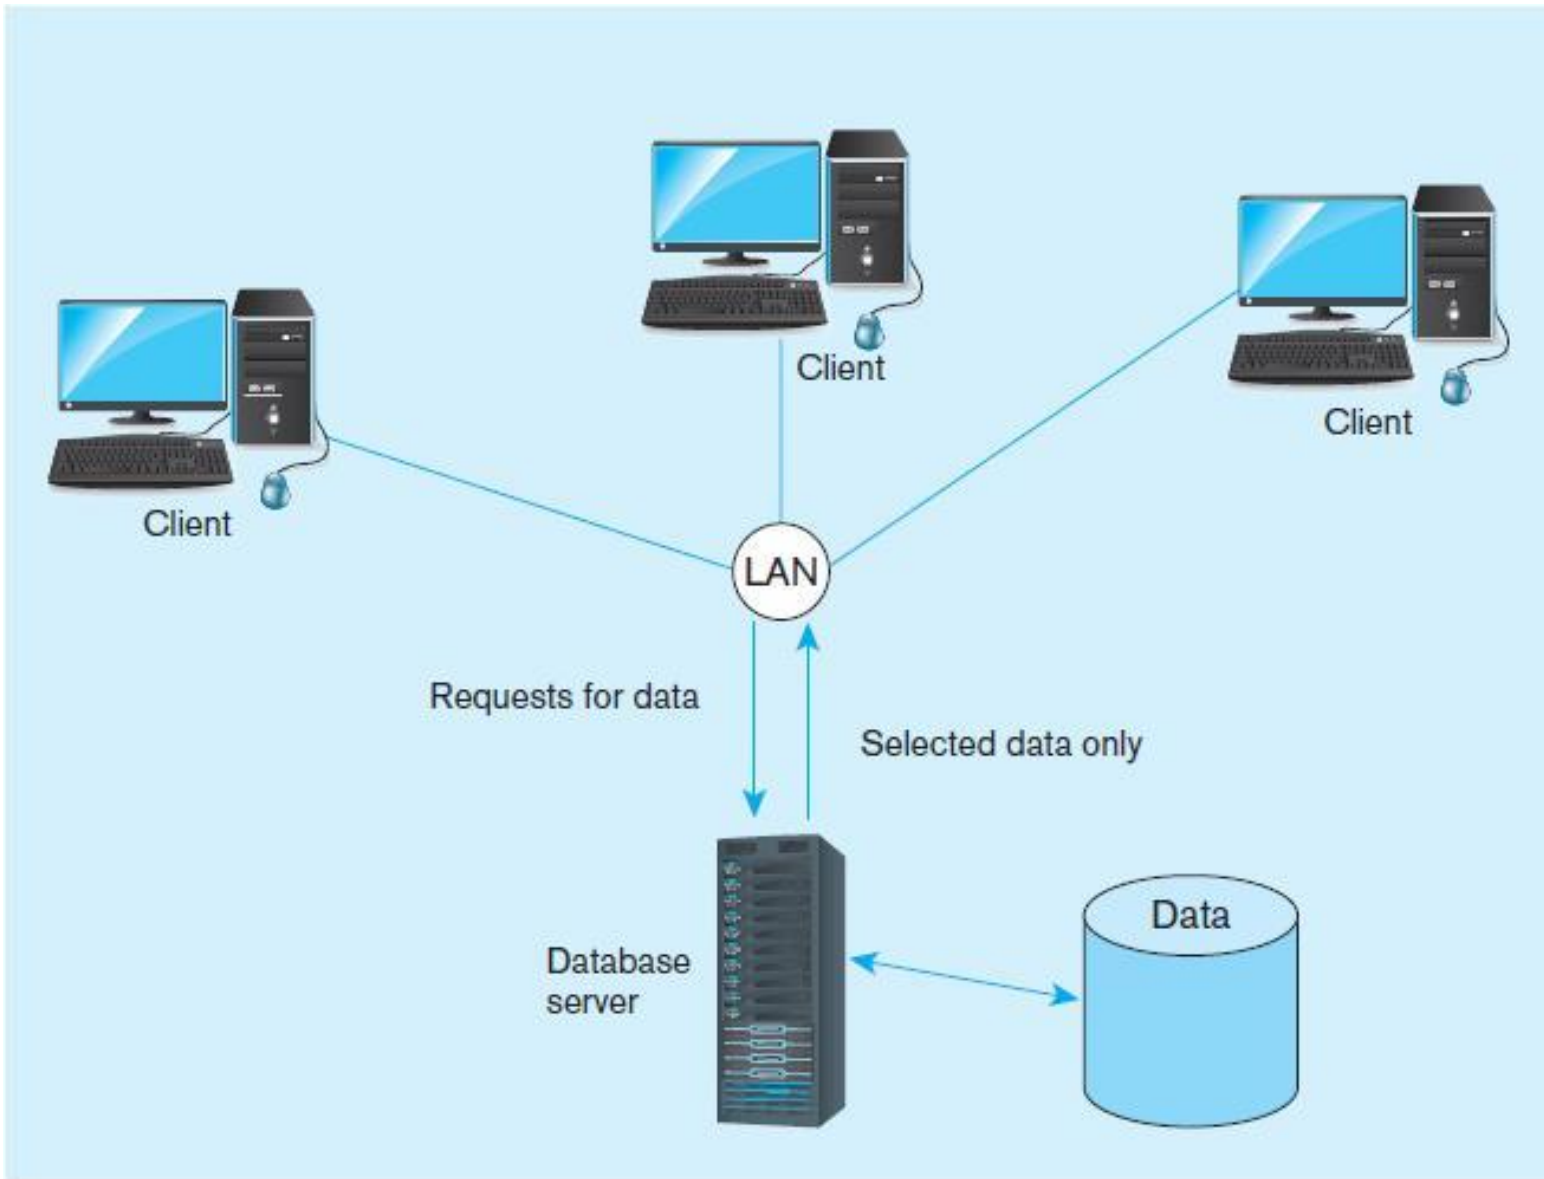 Client
Client
Client
LAN
Requests for data
Selected data only
Database
server
Data